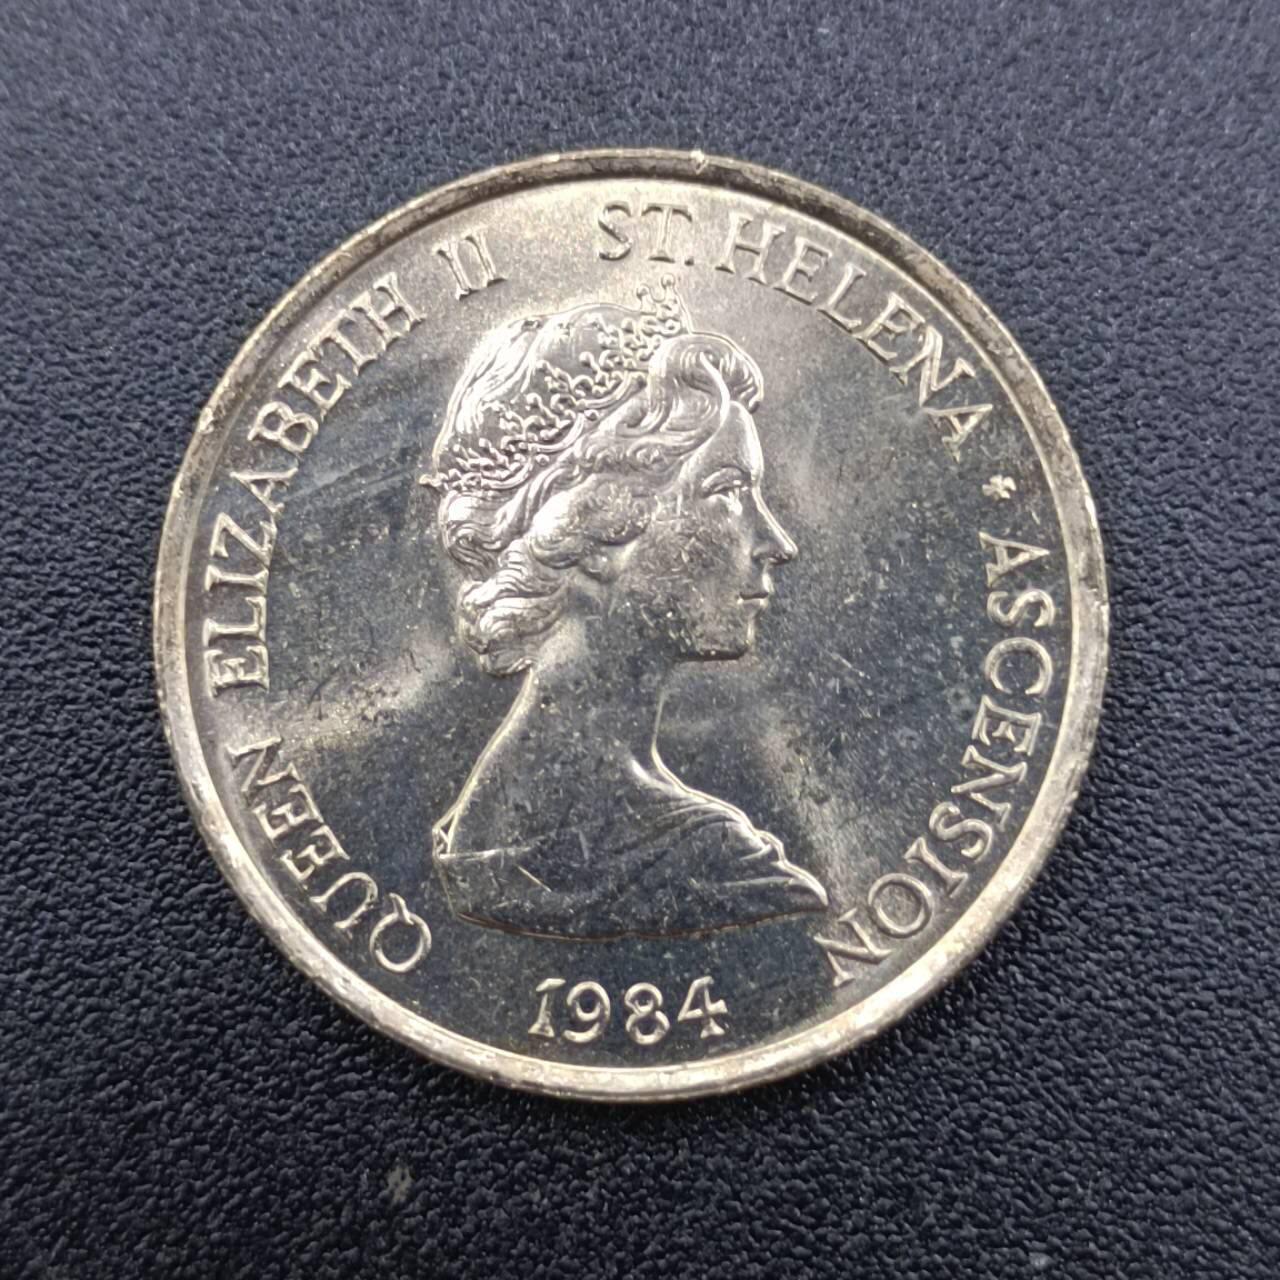 QUEEN ELIZABETH II ST. HELENA * ASCENSION
1984